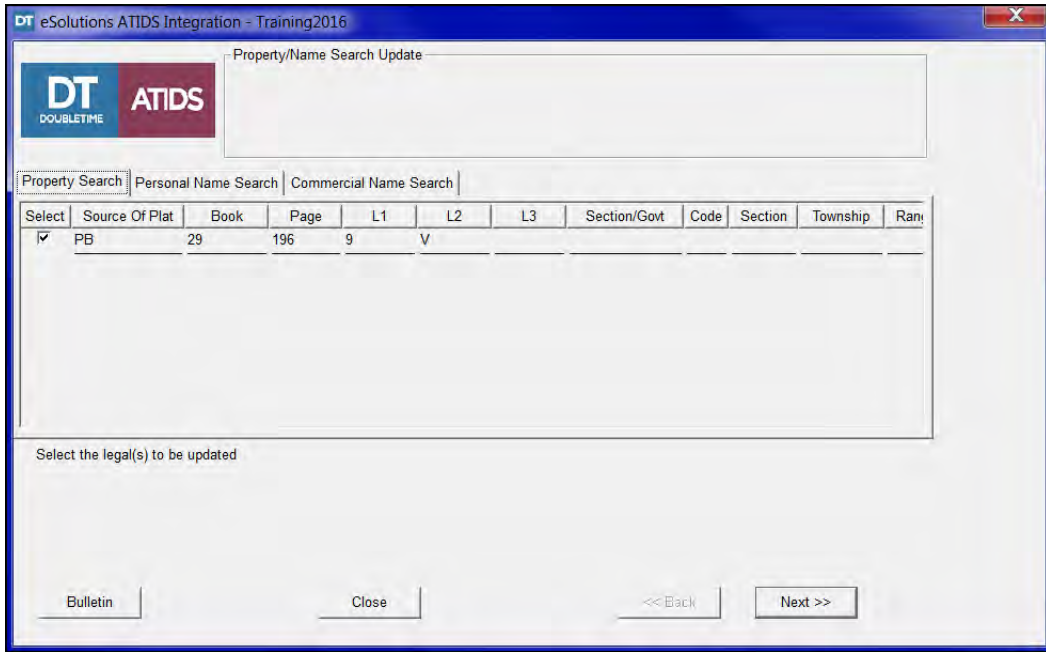 DT eSolutions ATIDS Integration - Training2016
X
Property/Name Search Update
DT ATIDS
DOUBLETIME
Property Search Personal Name Search Commercial Name Search
Select Source Of Plat Book Page L1 L2 L3 Section/Govt Code Section Township Rang
PB 29 196 9 V
Select the legal(s) to be updated
Bulletin Close << Back Next >>